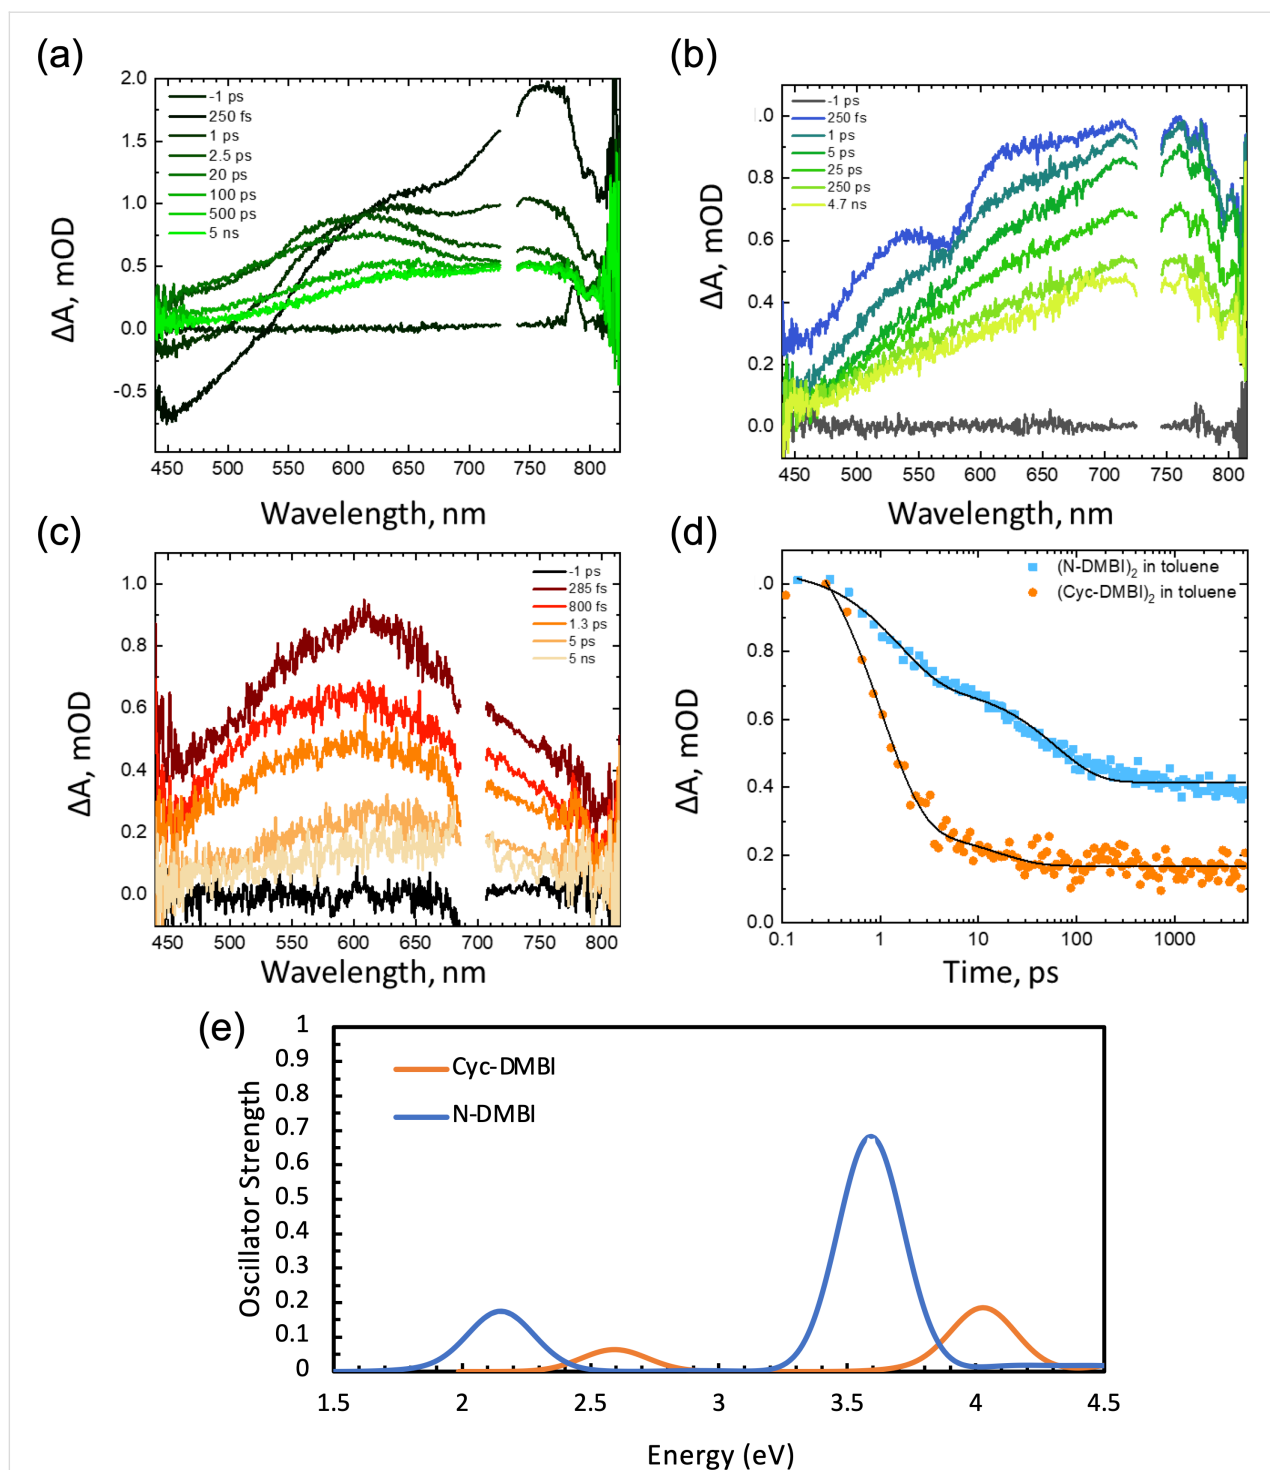 (a)
2.0
1.5
1.0
0.5
0.0
-0.5
-1 ps
250 fs
1 ps
2.5 ps
20 ps
100 ps
500 ps
5 ns
ΔA, mOD
450 500 550 600 650 700 750 800
Wavelength, nm
(b)
.0
0.8
0.6
0.4
0.2
0.0
-1 ps
250 fs
1 ps
5 ps
25 ps
250 ps
4.7 ns
ΔA, mOD
450 500 550 600 650 700 750 800
Wavelength, nm
(c)
1.0
0.8
0.6
0.4
0.2
0.0
-1 ps
285 fs
800 fs
1.3 ps
5 ps
5 ns
ΔA, mOD
450 500 550 600 650 700 750 800
Wavelength, nm
(d)
.0
0.8
0.6
0.4
0.2
0.0
(N-DMBI)₂ in toluene
(Cyc-DMBI)₂ in toluene
ΔA, mOD
0.1 1 10 100 1000
Time, ps
(e)
1
0.9
0.8
0.7
0.6
0.5
0.4
0.3
0.2
0.1
0
Cyc-DMBI
N-DMBI
Oscillator Strength
1.5 2 2.5 3 3.5 4 4.5
Energy (eV)